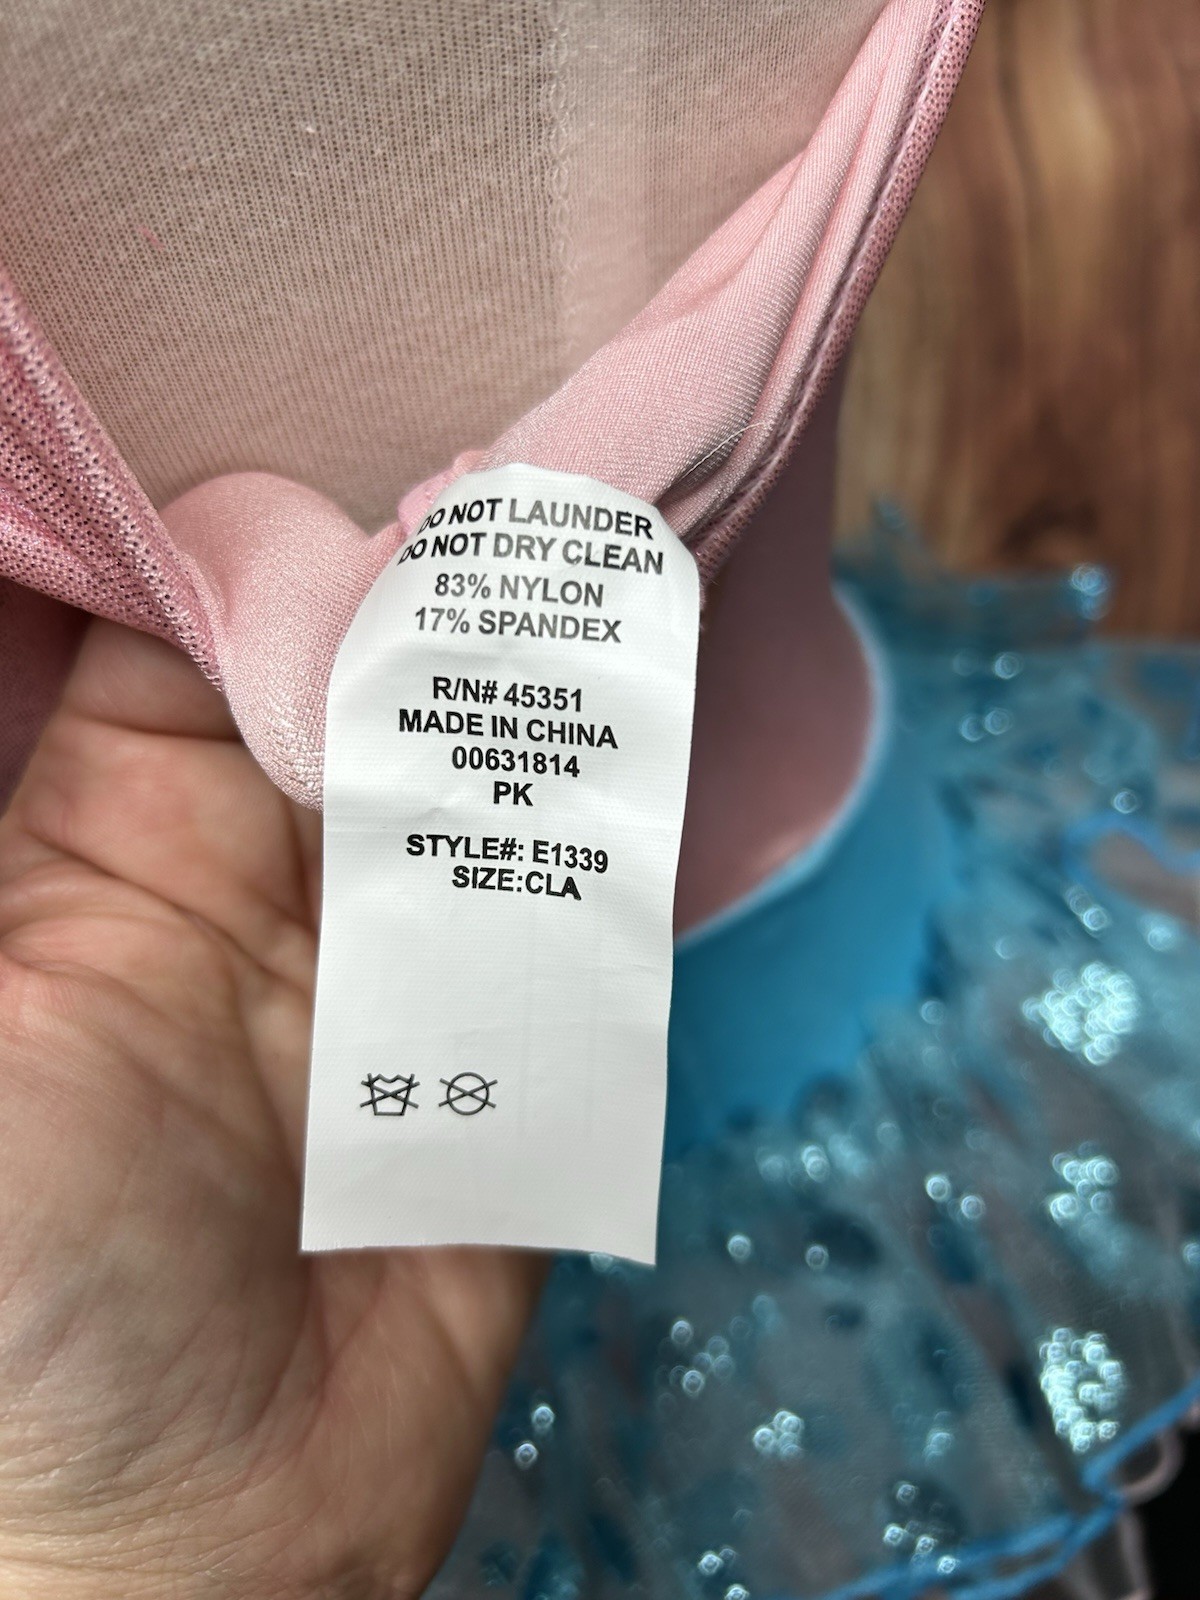 DO NOT LAUNDER
DO NOT DRY CLEAN
83% NYLON
17% SPANDEX
R/N# 45351
MADE IN CHINA
00631814
PK
STYLE#: E1339
SIZE:CLA